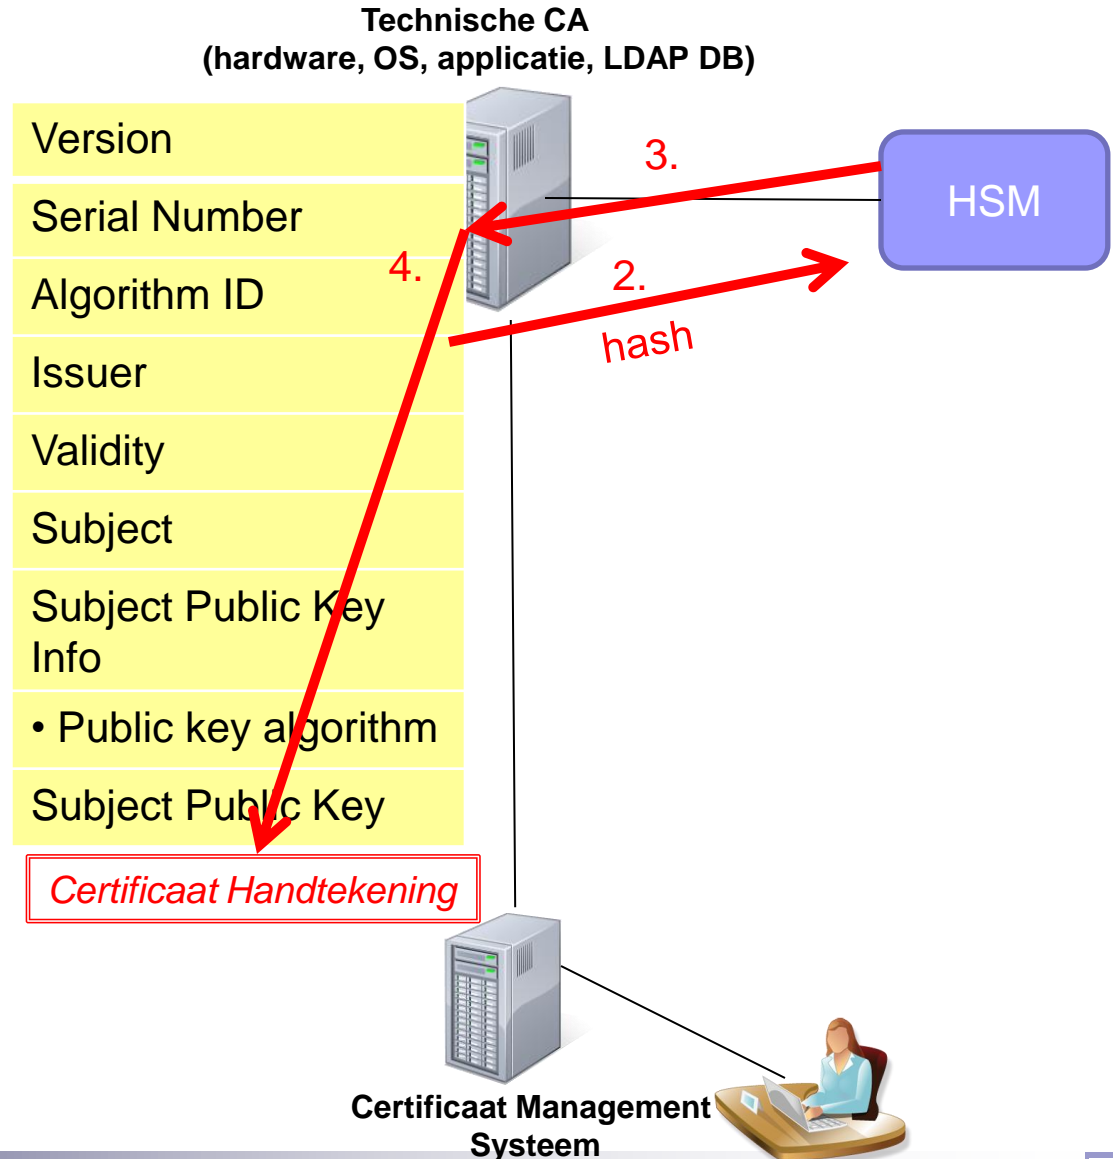 Technische CA
(hardware, OS, applicatie, LDAP DB)
Version
Serial Number
Algorithm ID
Issuer
Validity
Subject
Subject Public Key
Info
• Public key algorithm
Subject Public Key
Certificaat Handtekening
3.
HSM
4.
2.
hash
Certificaat Management
Systeem